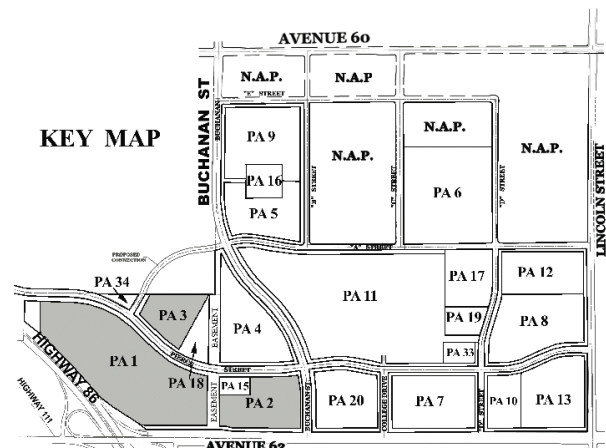 AVENUE 60
N.A.P.
N.A.P
"E" STREET
BUCHANAN ST
BUCHANAN
KEY MAP
PA 9
N.A.P.
N.A.P.
N.A.P.
PA 16
PA 5
PA 6
"B" STREET
"C" STREET
"D" STREET
LINCOLN STREET
"A" STREET
PROPOSED
CONNECTION
PA 34
PA 17
PA 12
PA 3
PA 11
PA 4
PA 19
PA 8
EASEMENT
PA 33
PA 1
PIERCE
STREET
HIGHWAY 86
HIGHWAY 111
PA 18
EASEMENT
PA 15
PA 2
BUCHANAN ST
PA 20
COLLEGE DRIVE
PA 7
PA 10
PA 13
AVENUE 62